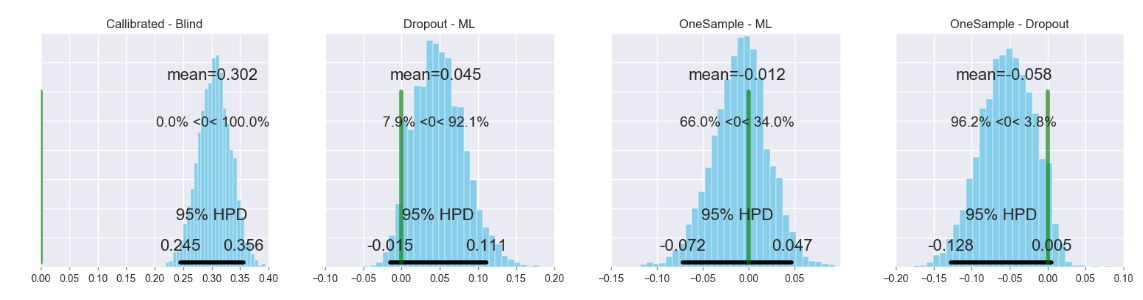 Callibrated - Blind
mean=0.302
0.0% <0< 100.0%
95% HPD
0.245 0.356
0.00 0.05 0.10 0.15 0.20 0.25 0.30 0.35 0.40
Dropout - ML
mean=0.045
7.9% <0< 92.1%
95% HPD
-0.015 0.111
−0.10 −0.05 0.00 0.05 0.10 0.15 0.20
OneSample - ML
mean=-0.012
66.0% <0< 34.0%
95% HPD
-0.072 0.047
−0.15 −0.10 −0.05 0.00 0.05
OneSample - Dropout
mean=-0.058
96.2% <0< 3.8%
95% HPD
-0.128 0.005
−0.20 −0.15 −0.10 −0.05 0.00 0.05 0.10